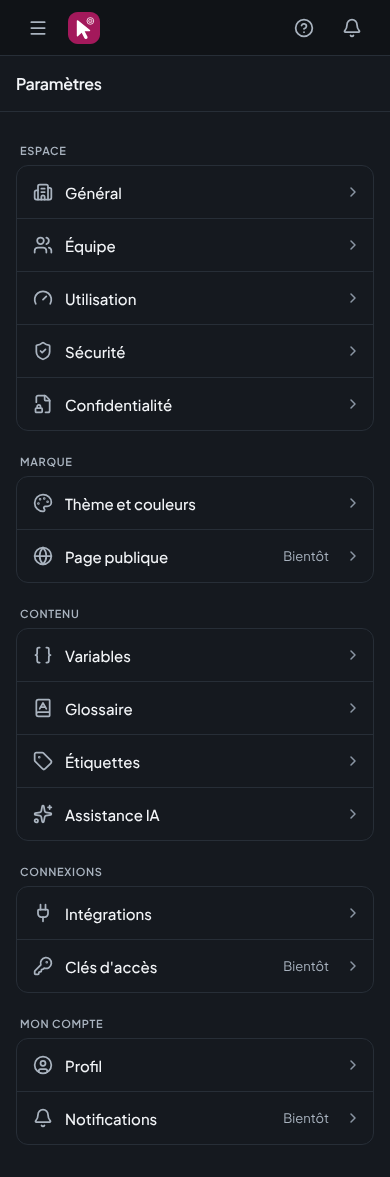 Paramètres
ESPACE
Général
Équipe
Utilisation
Sécurité
Confidentialité
MARQUE
Thème et couleurs
Page publique Bientôt
CONTENU
Variables
Glossaire
Étiquettes
Assistance IA
CONNEXIONS
Intégrations
Clés d'accès Bientôt
MON COMPTE
Profil
Notifications Bientôt